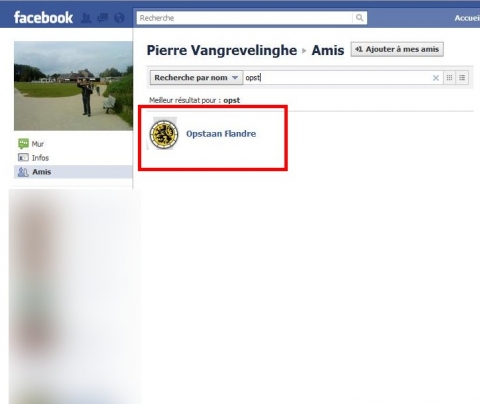 facebook
Recherche
Accuei
Pierre Vangrevelinghe ▸ Amis
+1 Ajouter à mes amis
Recherche par nom
opst
Meilleur résultat pour : opst
Opstaan Flandre
Mur
Infos
Amis